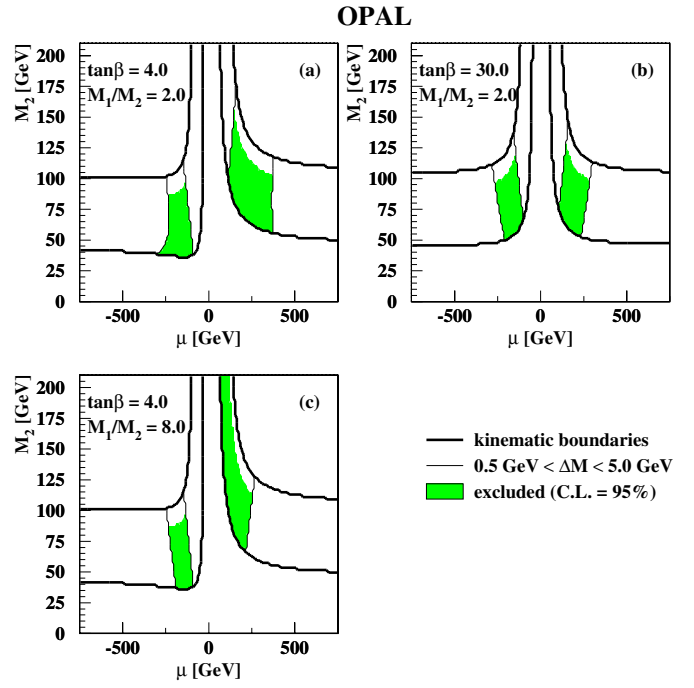 OPAL
M₂ [GeV]
200
175
150
125
100
75
50
25
0
tanβ = 4.0
M₁/M₂ = 2.0
(a)
-500
0
500
μ [GeV]
M₂ [GeV]
200
175
150
125
100
75
50
25
0
tanβ = 30.0
M₁/M₂ = 2.0
(b)
-500
0
500
μ [GeV]
M₂ [GeV]
200
175
150
125
100
75
50
25
0
tanβ = 4.0
M₁/M₂ = 8.0
(c)
-500
0
500
μ [GeV]
kinematic boundaries
0.5 GeV < ΔM < 5.0 GeV
excluded (C.L. = 95%)